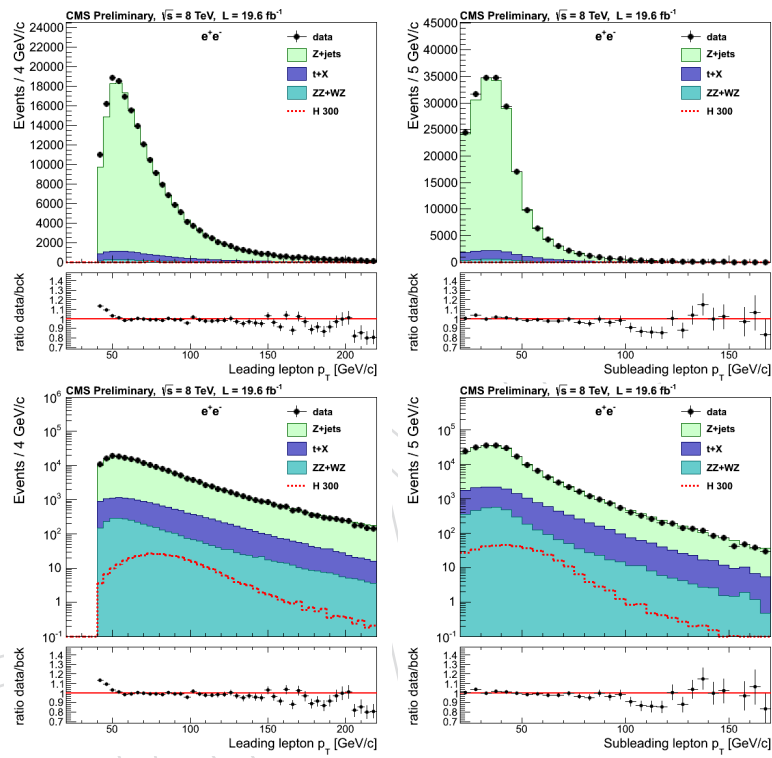 CMS Preliminary, √s = 8 TeV, L = 19.6 fb⁻¹
Events / 4 GeV/c
24000
22000
20000
18000
16000
14000
12000
10000
8000
6000
4000
2000
0
e⁺e⁻
data
Z+jets
t+X
ZZ+WZ
H 300
ratio data/bck
1.4
1.3
1.2
1.1
1
0.9
0.8
0.7
50 100 150 200
Leading lepton p_T [GeV/c]
CMS Preliminary, √s = 8 TeV, L = 19.6 fb⁻¹
Events / 5 GeV/c
45000
40000
35000
30000
25000
20000
15000
10000
5000
0
e⁺e⁻
data
Z+jets
t+X
ZZ+WZ
H 300
ratio data/bck
1.4
1.3
1.2
1.1
1
0.9
0.8
0.7
50 100 150
Subleading lepton p_T [GeV/c]
CMS Preliminary, √s = 8 TeV, L = 19.6 fb⁻¹
Events / 4 GeV/c
10⁶
10⁵
10⁴
10³
10²
10
1
10⁻¹
e⁺e⁻
data
Z+jets
t+X
ZZ+WZ
H 300
ratio data/bck
1.4
1.3
1.2
1.1
1
0.9
0.8
0.7
50 100 150 200
Leading lepton p_T [GeV/c]
CMS Preliminary, √s = 8 TeV, L = 19.6 fb⁻¹
Events / 5 GeV/c
10⁵
10⁴
10³
10²
10
1
10⁻¹
e⁺e⁻
data
Z+jets
t+X
ZZ+WZ
H 300
ratio data/bck
1.4
1.3
1.2
1.1
1
0.9
0.8
0.7
50 100 150
Subleading lepton p_T [GeV/c]